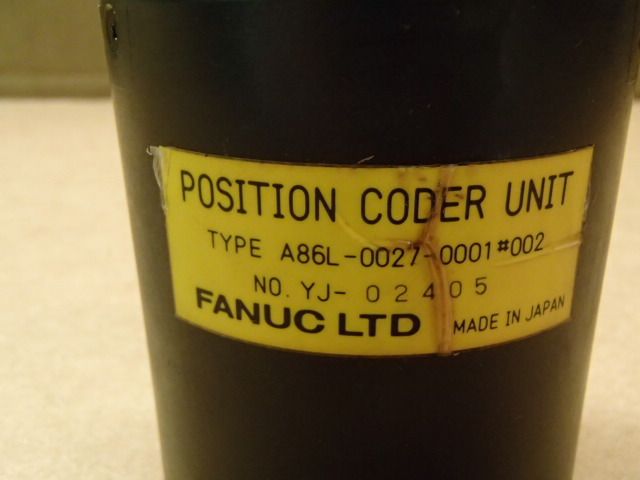 POSITION CODER UNIT
TYPE A86L-0027-0001#002
NO. YJ-02405
FANUC LTD MADE IN JAPAN